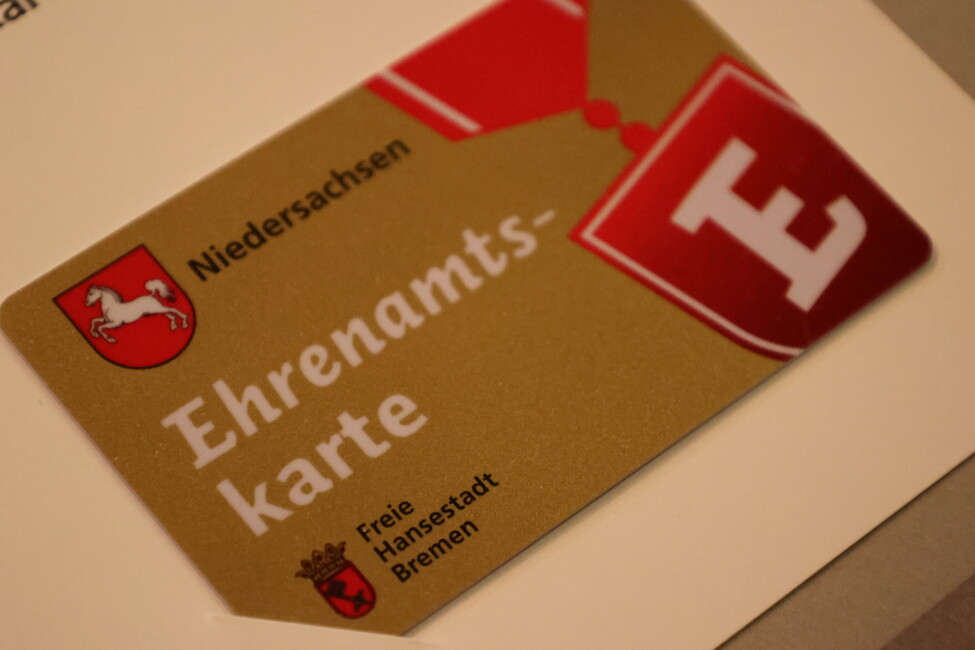 Niedersachsen
Ehrenamts-
karte
E
Freie
Hansestadt
Bremen